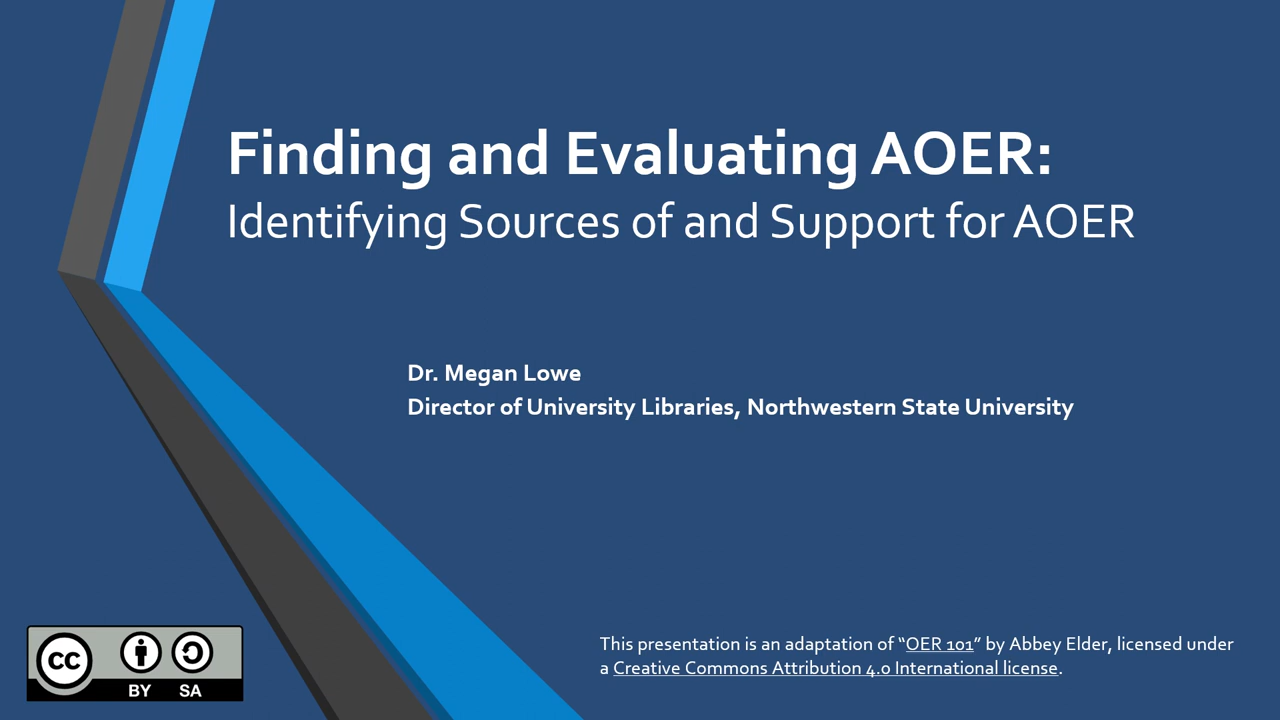 Finding and Evaluating AOER:
Identifying Sources of and Support for AOER
Dr. Megan Lowe
Director of University Libraries, Northwestern State University
This presentation is an adaptation of “OER 101” by Abbey Elder, licensed under
a Creative Commons Attribution 4.0 International license.
CC
BY SA